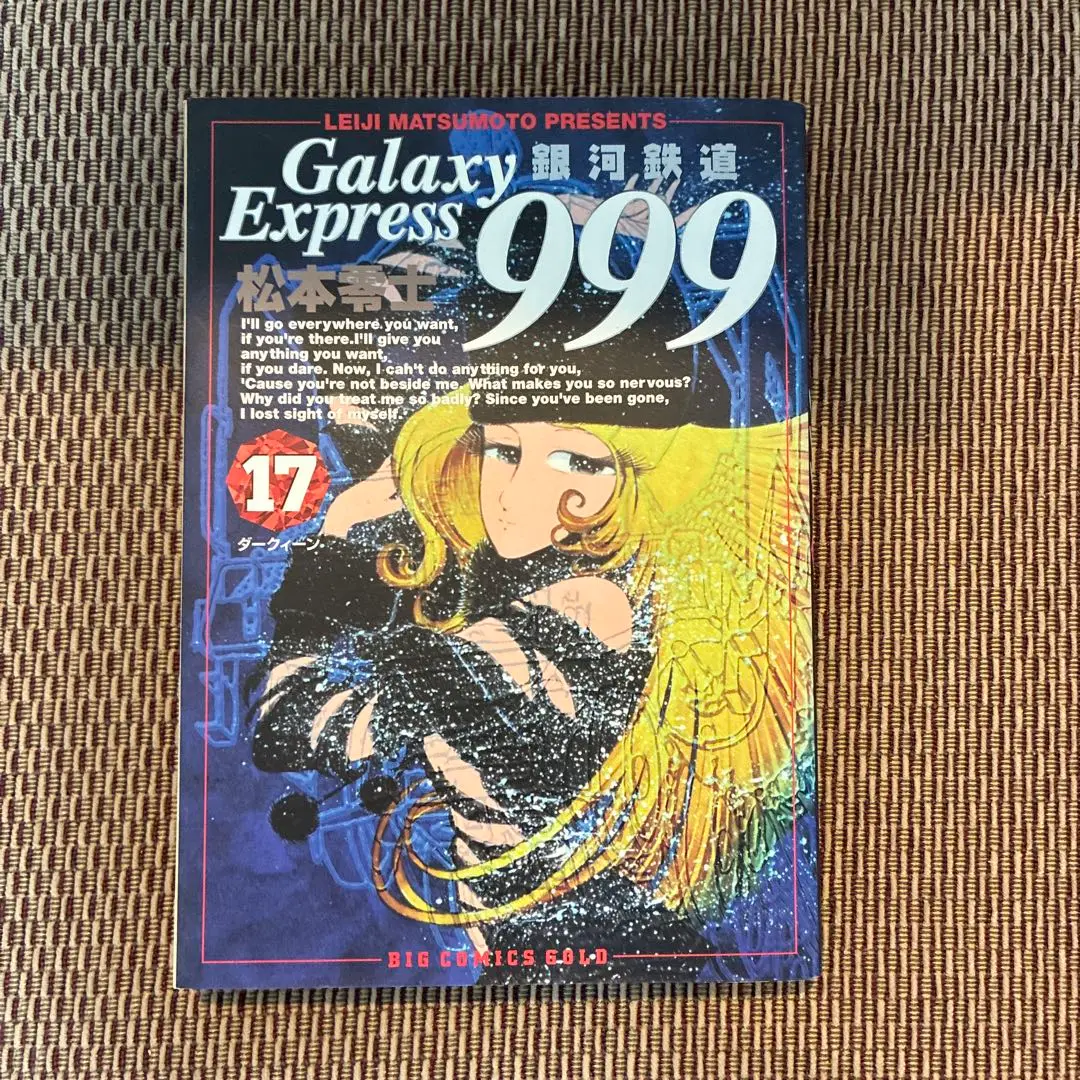 LEIJI MATSUMOTO PRESENTS
Galaxy 銀河鉄道
Express 999
松本零士
I'll go everywhere you want,
if you're there.I'll give you
anything you want,
if you dare. Now, I cah't do anything for you,
'Cause you're not beside me. What makes you so nervous?
Why did you treat me so badly? Since you've been gone,
I lost sight of myself.
17
ダークィーン
BIG COMICS GOLD